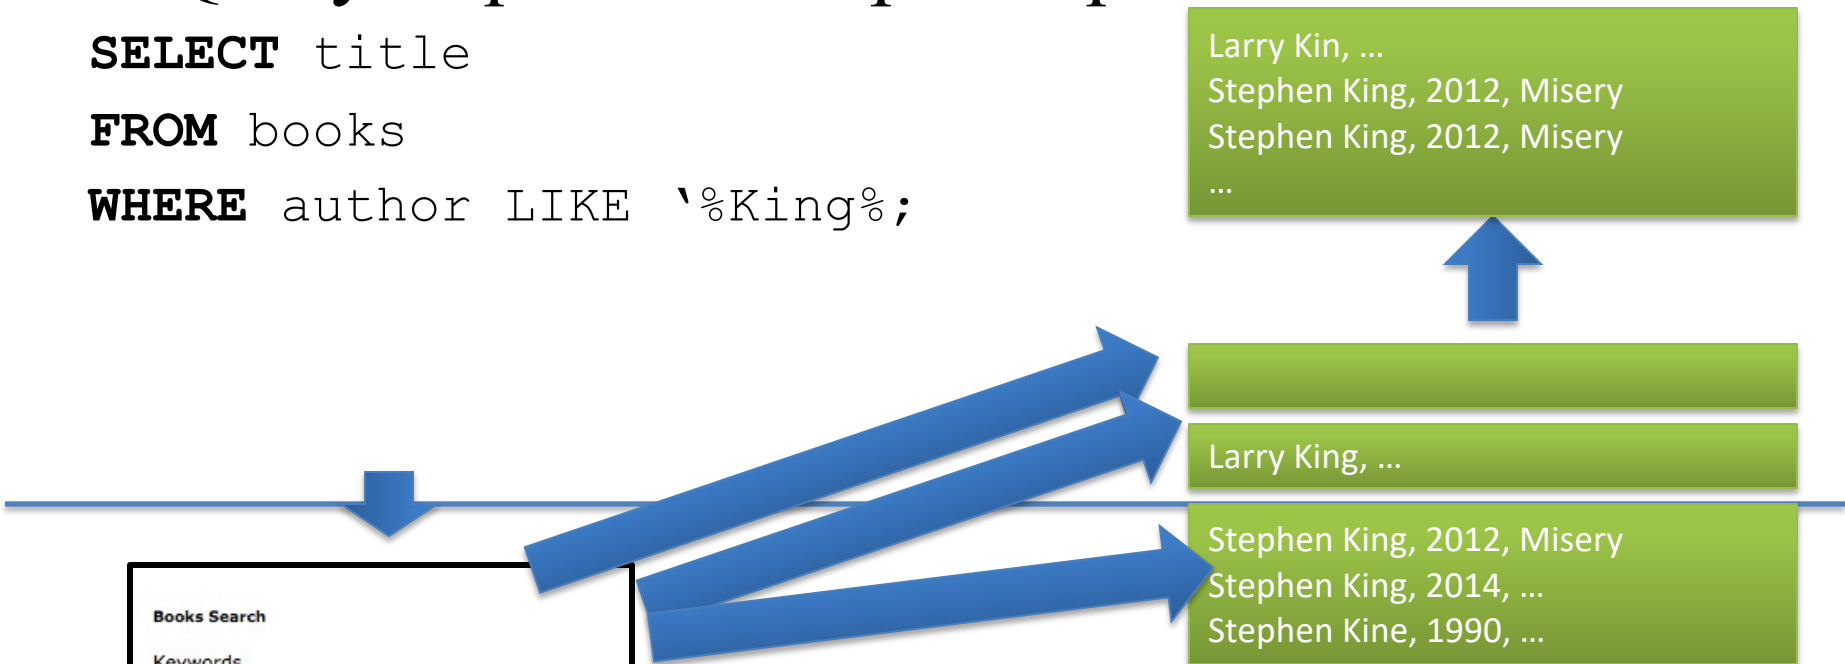 SELECT title
FROM books
WHERE author LIKE ‘%King%;
Larry Kin, …
Stephen King, 2012, Misery
Stephen King, 2012, Misery
…
Larry King, …
Stephen King, 2012, Misery
Stephen King, 2014, …
Stephen Kine, 1990, …
Books Search
Keywords